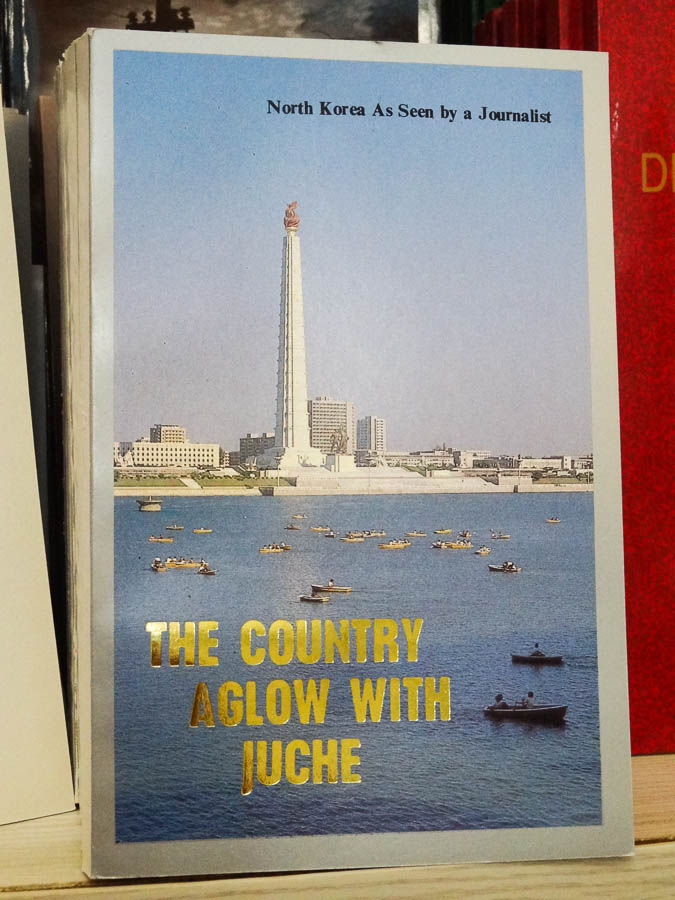 North Korea As Seen by a Journalist
THE COUNTRY
AGLOW WITH
JUCHE